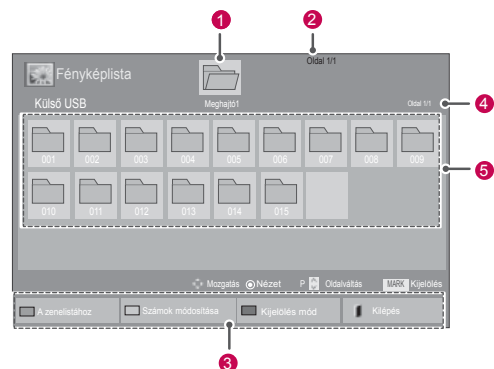 1
2
Oldal 1/1
Fényképlista
Külső USB
Meghajtó1
Oldal 1/1
4
001 002 003 004 005 006 007 008 009
5
010 011 012 013 014 015
Mozgatás Nézet P Oldalváltás MARK Kijelölés
A zenelistához Számok módosítása Kijelölés mód Kilépés
3